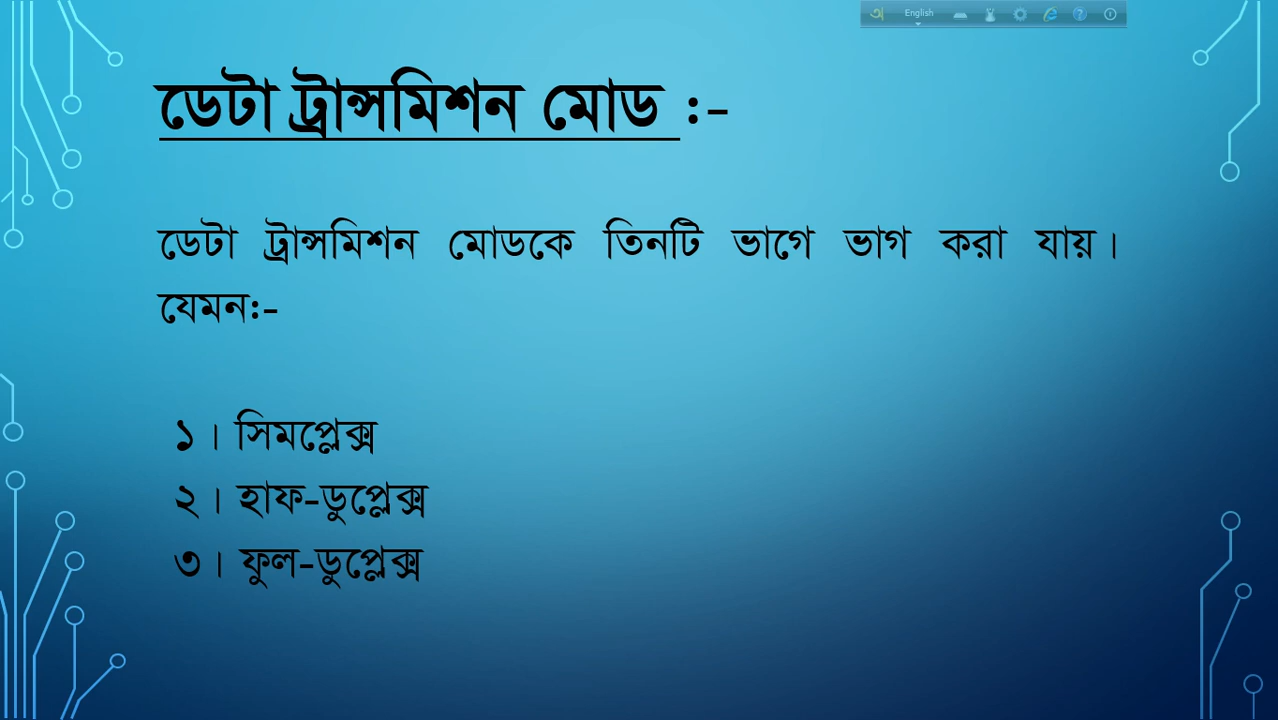 English
ডেটা ট্রান্সমিশন মোড :-
ডেটা ট্রান্সমিশন মোডকে তিনটি ভাগে ভাগ করা যায়।
যেমন:-
১। সিমপ্লেক্স
২। হাফ-ডুপ্লেক্স
৩। ফুল-ডুপ্লেক্স